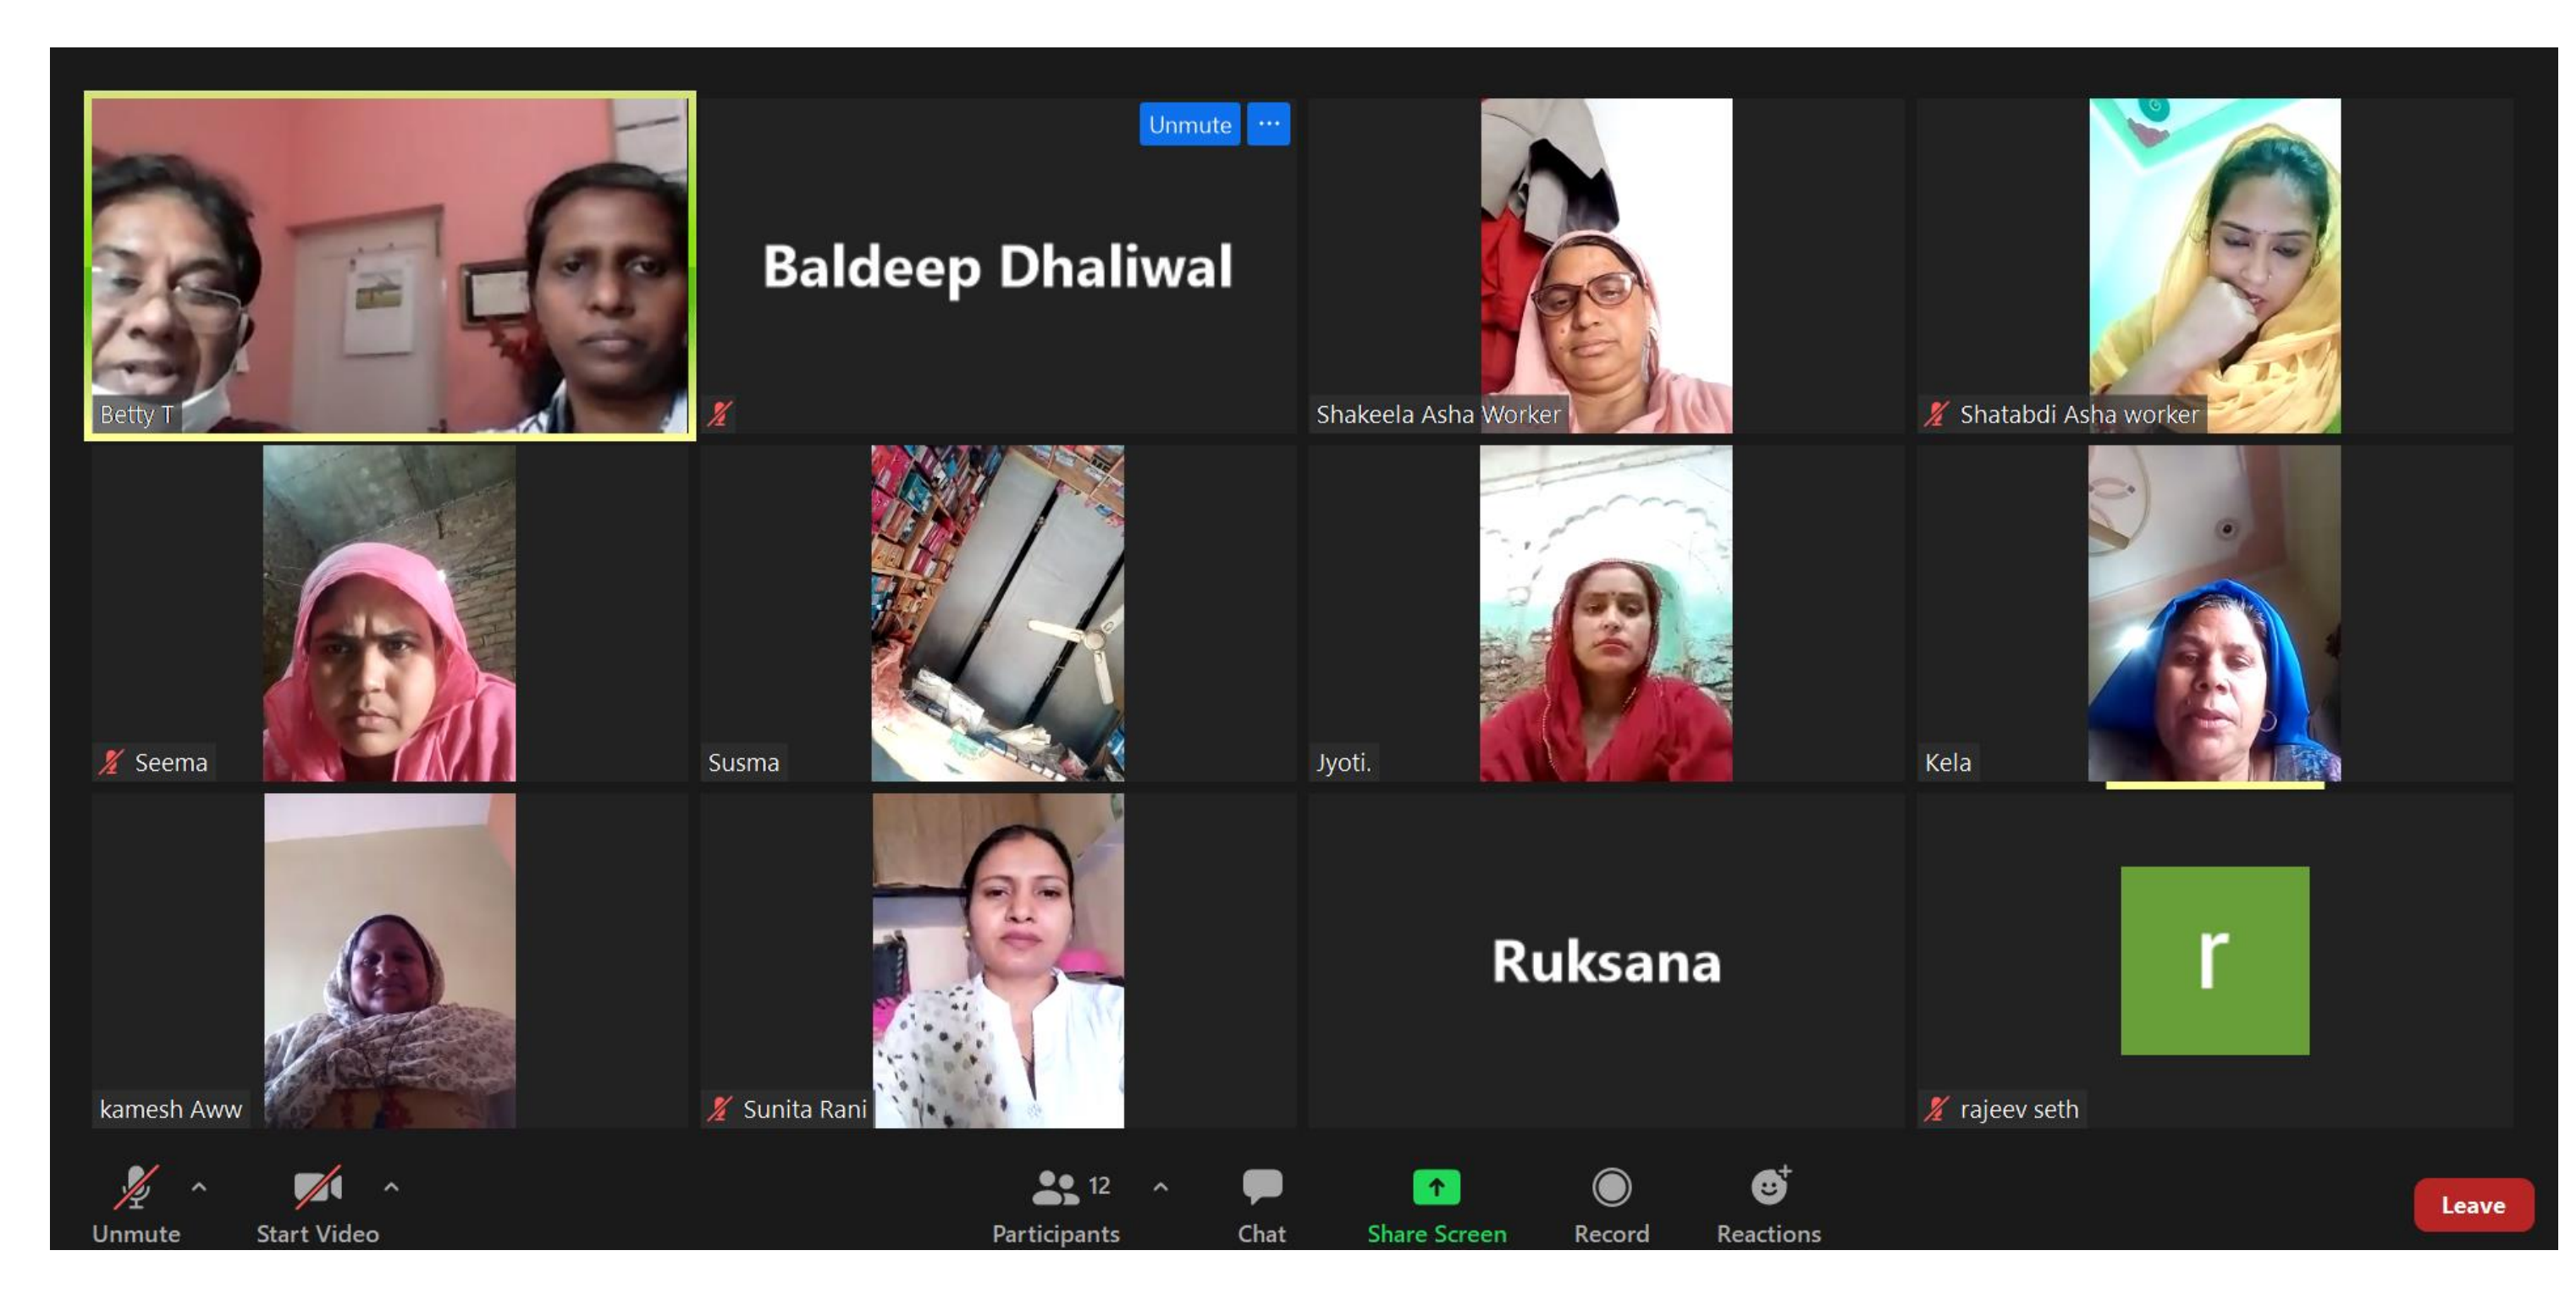 Unmute ...
Baldeep Dhaliwal
Betty T
Shakeela Asha Worker
Shatabdi Asha worker
Seema
Susma
Jyoti.
Kela
Ruksana
r
kamesh Aww
Sunita Rani
rajeev seth
12
Unmute
Start Video
Participants
Chat
Share Screen
Record
Reactions
Leave